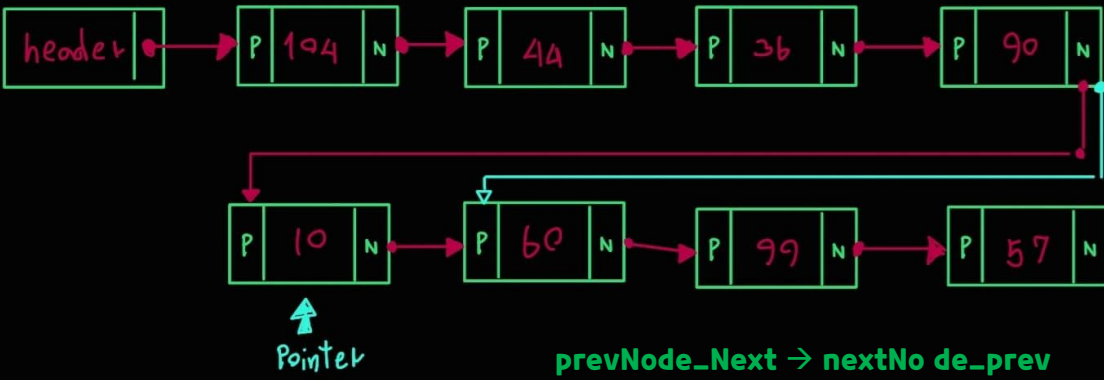 header P 104 N P 44 N P 36 N P 90 N
P 10 N P 60 N P 99 N P 57 N
Pointer
prevNode_Next → nextNo de_prev